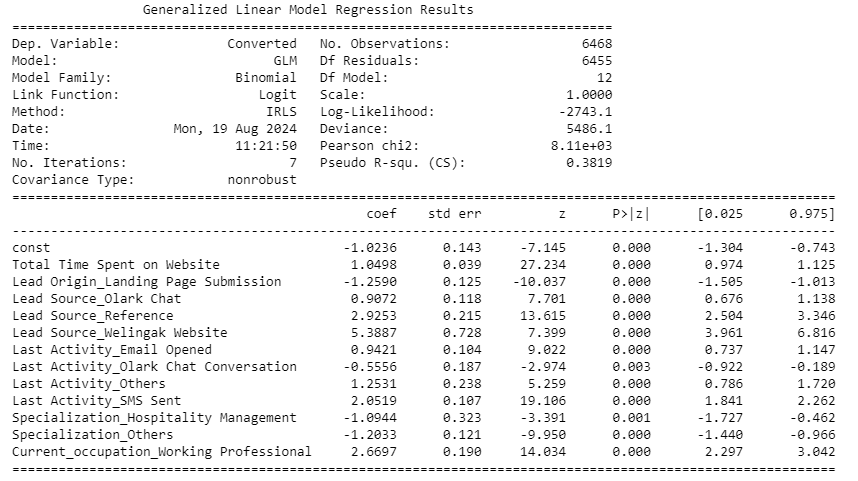 Generalized Linear Model Regression Results
==============================================================================
Dep. Variable: Converted No. Observations: 6468
Model: GLM Df Residuals: 6455
Model Family: Binomial Df Model: 12
Link Function: Logit Scale: 1.0000
Method: IRLS Log-Likelihood: -2743.1
Date: Mon, 19 Aug 2024 Deviance: 5486.1
Time: 11:21:50 Pearson chi2: 8.11e+03
No. Iterations: 7 Pseudo R-squ. (CS): 0.3819
Covariance Type: nonrobust
==============================================================================
coef std err z P>|z| [0.025 0.975]
------------------------------------------------------------------------------
const -1.0236 0.143 -7.145 0.000 -1.304 -0.743
Total Time Spent on Website 1.0498 0.039 27.234 0.000 0.974 1.125
Lead Origin_Landing Page Submission -1.2590 0.125 -10.037 0.000 -1.505 -1.013
Lead Source_Olark Chat 0.9072 0.118 7.701 0.000 0.676 1.138
Lead Source_Reference 2.9253 0.215 13.615 0.000 2.504 3.346
Lead Source_Welingak Website 5.3887 0.728 7.399 0.000 3.961 6.816
Last Activity_Email Opened 0.9421 0.104 9.022 0.000 0.737 1.147
Last Activity_Olark Chat Conversation -0.5556 0.187 -2.974 0.003 -0.922 -0.189
Last Activity_Others 1.2531 0.238 5.259 0.000 0.786 1.720
Last Activity_SMS Sent 2.0519 0.107 19.106 0.000 1.841 2.262
Specialization_Hospitality Management -1.0944 0.323 -3.391 0.001 -1.727 -0.462
Specialization_Others -1.2033 0.121 -9.950 0.000 -1.440 -0.966
Current_occupation_Working Professional 2.6697 0.190 14.034 0.000 2.297 3.042
==============================================================================